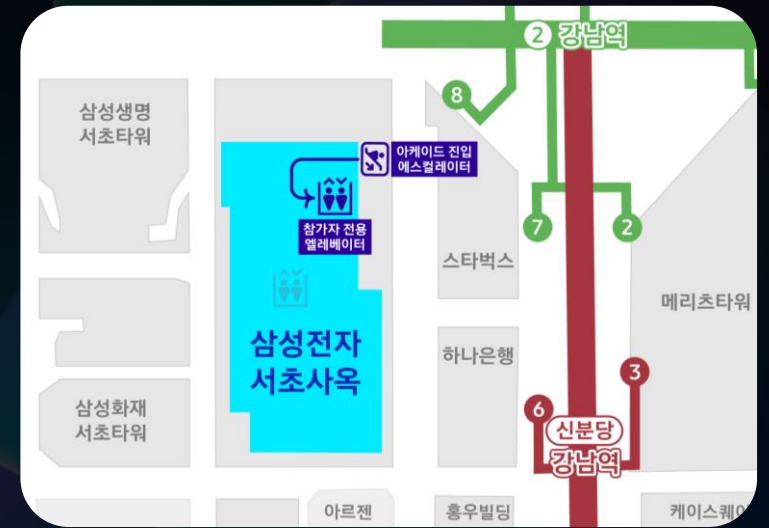 2 강남역
8
삼성생명
서초타워
아케이드 진입
에스컬레이터
참가자 전용
엘레베이터
7
2
스타벅스
메리츠타워
삼성전자
서초사옥
하나은행
3
삼성화재
서초타워
6
신분당
강남역
아르젠
홍우빌딩
케이스퀘어